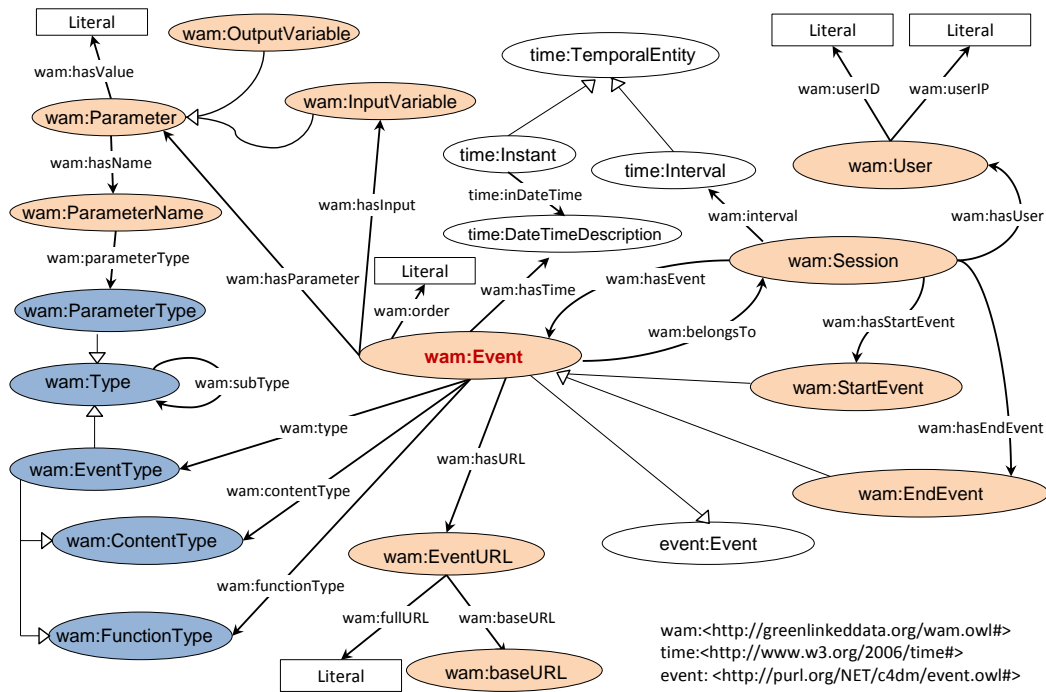 Literal
wam:OutputVariable
Literal
Literal
time:TemporalEntity
wam:hasValue
wam:userID
wam:userIP
wam:InputVariable
wam:Parameter
time:Instant
wam:hasName
time:Interval
wam:User
time:inDateTime
wam:hasInput
wam:ParameterName
wam:interval
wam:hasUser
time:DateTimeDescription
wam:parameterType
wam:Session
wam:hasParameter
Literal
wam:hasTime
wam:hasEvent
wam:ParameterType
wam:order
wam:hasStartEvent
wam:belongsTo
wam:Event
wam:Type
wam:subType
wam:StartEvent
wam:type
wam:hasEndEvent
wam:hasURL
wam:EventType
wam:contentType
wam:EndEvent
wam:ContentType
event:Event
wam:EventURL
wam:functionType
wam:fullURL
wam:baseURL
wam:FunctionType
wam:<http://greenlinkeddata.org/wam.owl#>
time:<http://www.w3.org/2006/time#>
event: <http://purl.org/NET/c4dm/event.owl#>
Literal
wam:baseURL